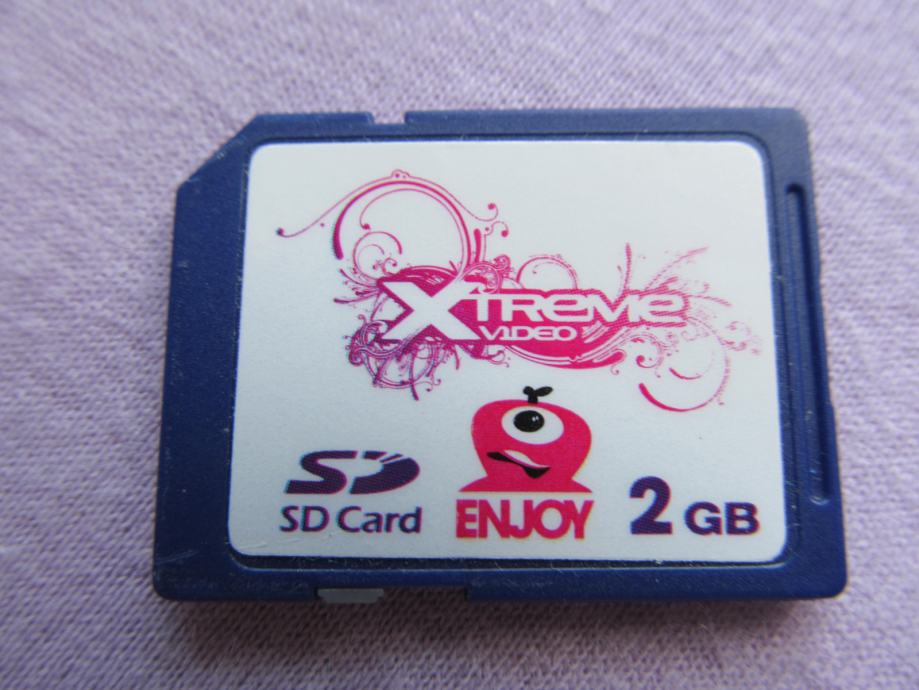 XTREME
VIDEO
SD
SD Card
ENJOY
2 GB